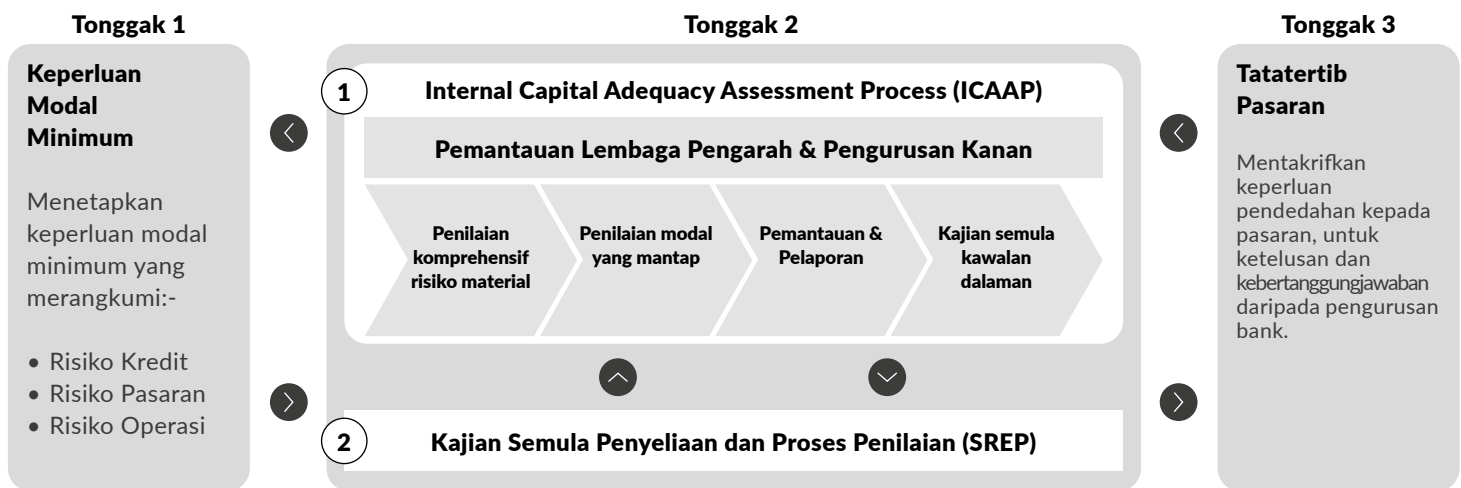 Tonggak 1
Keperluan
Modal
Minimum
Menetapkan
keperluan modal
minimum yang
merangkumi:-
• Risiko Kredit
• Risiko Pasaran
• Risiko Operasi
Tonggak 2
1
Internal Capital Adequacy Assessment Process (ICAAP)
Pemantauan Lembaga Pengarah & Pengurusan Kanan
Penilaian
komprehensif
risiko material
Penilaian modal
yang mantap
Pemantauan &
Pelaporan
Kajian semula
kawalan
dalaman
2
Kajian Semula Penyeliaan dan Proses Penilaian (SREP)
Tonggak 3
Tatatertib
Pasaran
Mentakrifkan
keperluan
pendedahan kepada
pasaran, untuk
ketelusan dan
kebertanggungjawaban
daripada pengurusan
bank.